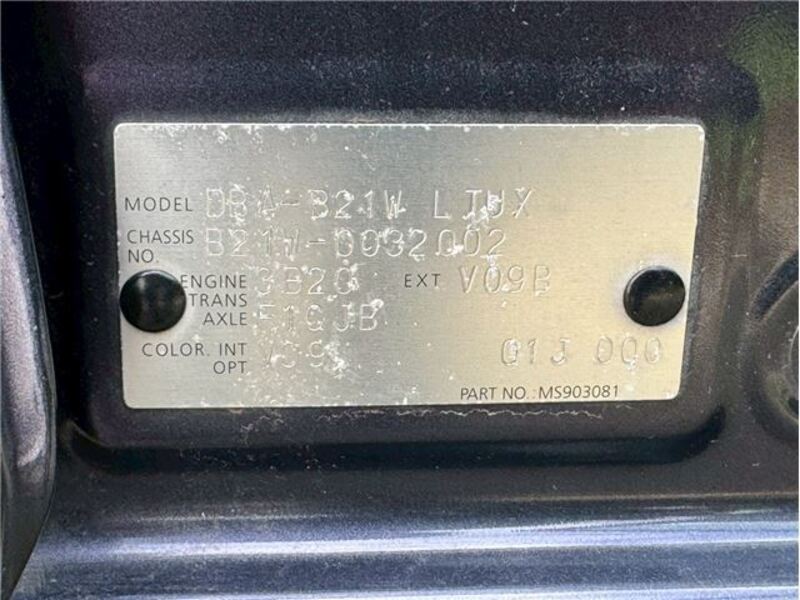 MODEL DBA-B21W LTUX
CHASSIS NO. B21W-0032002
ENGINE 3B20 EXT V09B
TRANS AXLE F1CJB
COLOR. INT OPT 01J 000
PART NO.:MS903081